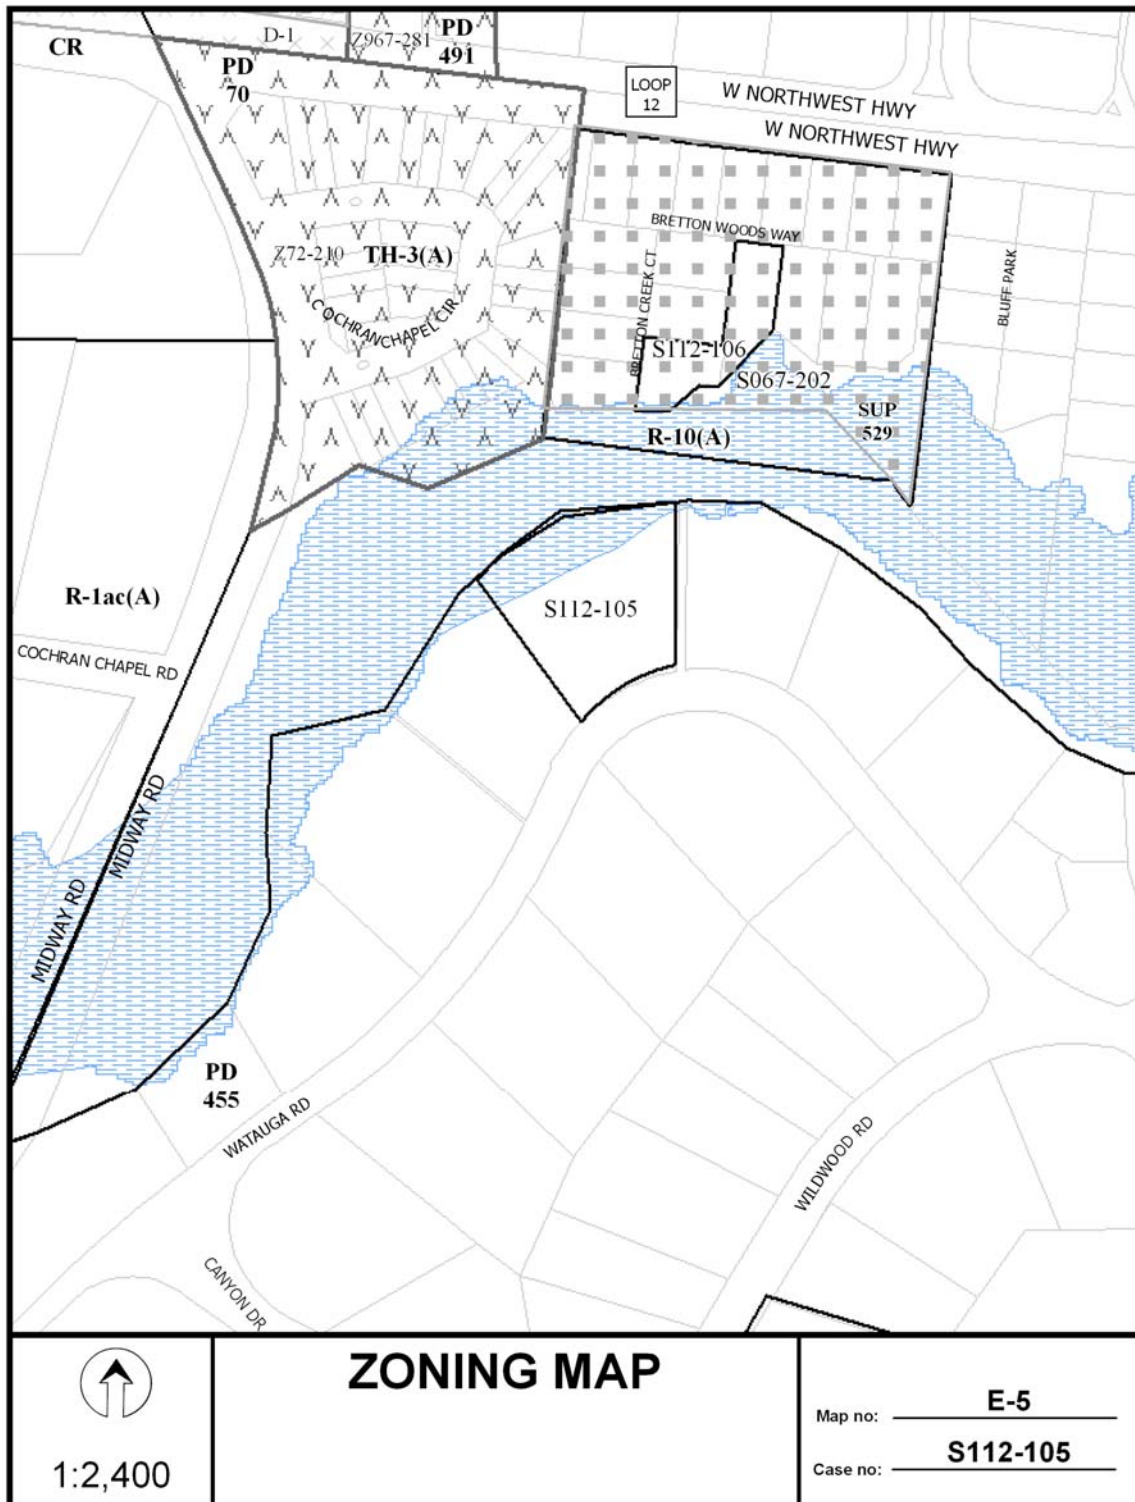 CR
D-1
Z967-281
PD
491
PD
70
LOOP
12
W NORTHWEST HWY
W NORTHWEST HWY
BRETTON WOODS WAY
Z72-210
TH-3(A)
COCHRANCHAPEL CIR
BRETTON CREEK CT
BLUFF PARK
S112-106
S067-202
SUP
529
R-10(A)
R-1ac(A)
S112-105
COCHRAN CHAPEL RD
MIDWAY RD
MIDWAY RD
PD
455
WATAUGA RD
WILDWOOD RD
CANYON DR
1:2,400
ZONING MAP
Map no: E-5
Case no: S112-105